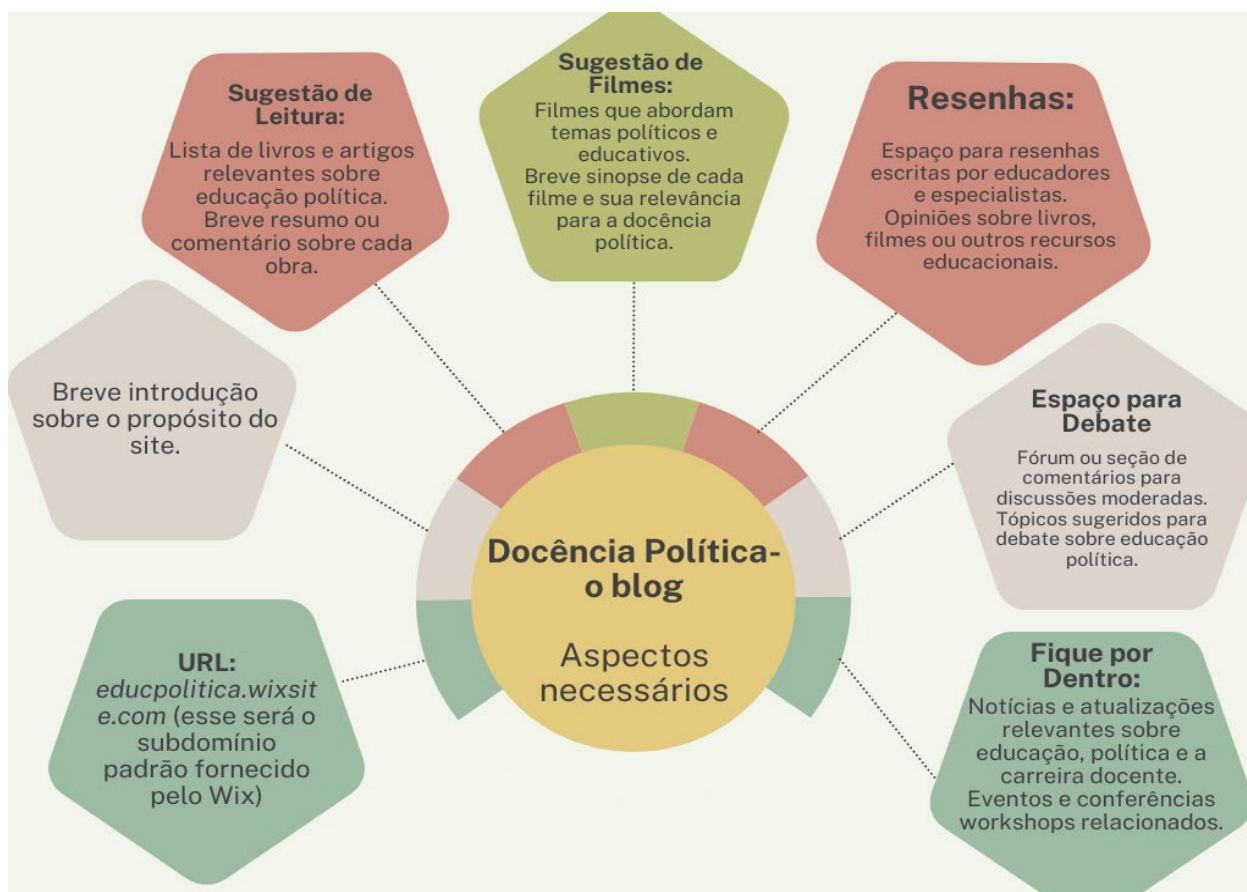 Sugestão de
Leitura:
Lista de livros e artigos
relevantes sobre
educação política.
Breve resumo ou
comentário sobre cada
obra.
Sugestão de
Filmes:
Filmes que abordam
temas políticos e
educativos.
Breve sinopse de cada
filme e sua relevância
para a docência
política.
Resenhas:
Espaço para resenhas
escritas por educadores
e especialistas.
Opiniões sobre livros,
filmes ou outros recursos
educacionais.
Breve introdução
sobre o propósito do
site.
Espaço para
Debate
Fórum ou seção de
comentários para
discussões moderadas.
Tópicos sugeridos para
debate sobre educação
política.
Docência Política-
o blog
Aspectos
necessários
URL:
educpolitica.wixsit
e.com (esse será o
subdomínio
padrão fornecido
pelo Wix)
Fique por
Dentro:
Notícias e atualizações
relevantes sobre
educação, política e a
carreira docente.
Eventos e conferências
workshops relacionados.